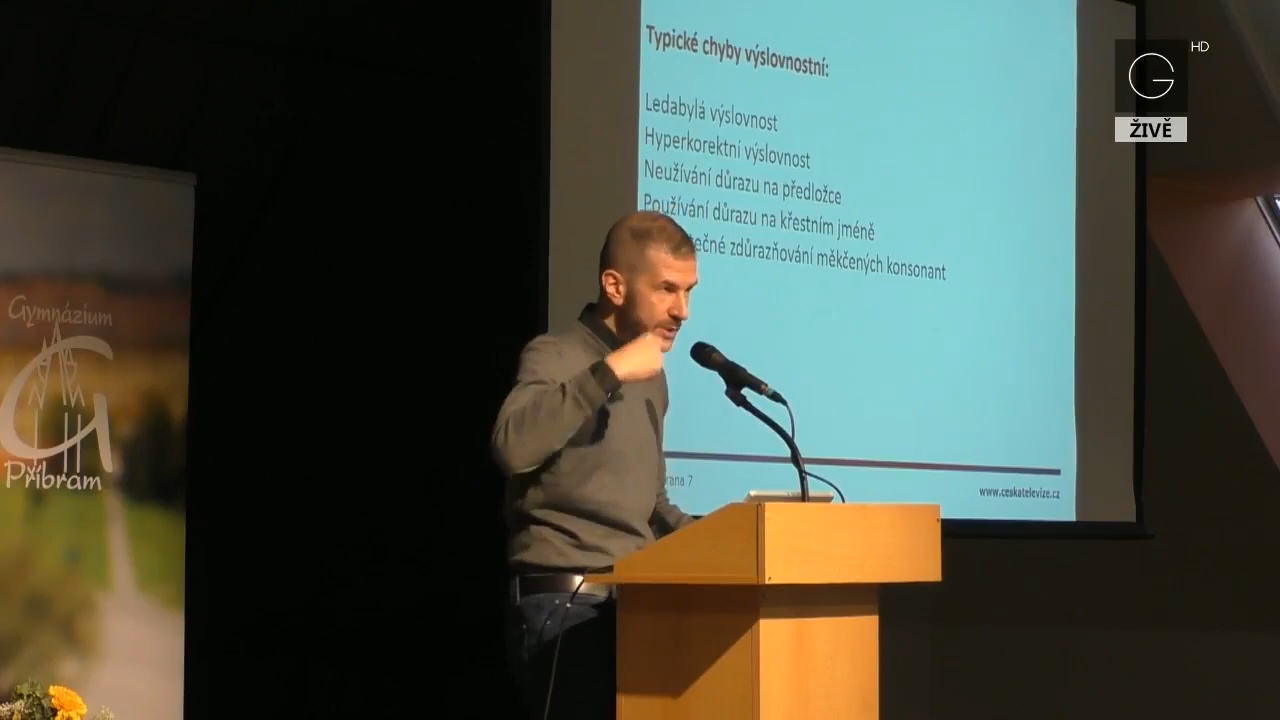 Typické chyby výslovnostní:
Ledabylá výslovnost
Hyperkorektní výslovnost
Neužívání důrazu na předložce
Používání důrazu na křestním jméně
zdůrazňování měkčených konsonant
7
www.ceskatelevize.cz
HD
G
ŽIVĚ
Gymnázium
Příbram